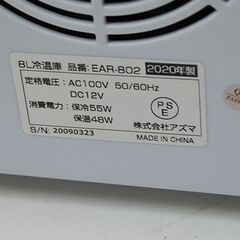 8L冷温庫 品番: EAR-802 2020年製
定格電圧：AC100V 50/60Hz
DC12V
消費電力：保冷55W
保温48W
PSE
株式会社アズマ
S/N: 20090323
MADE IN CHINA